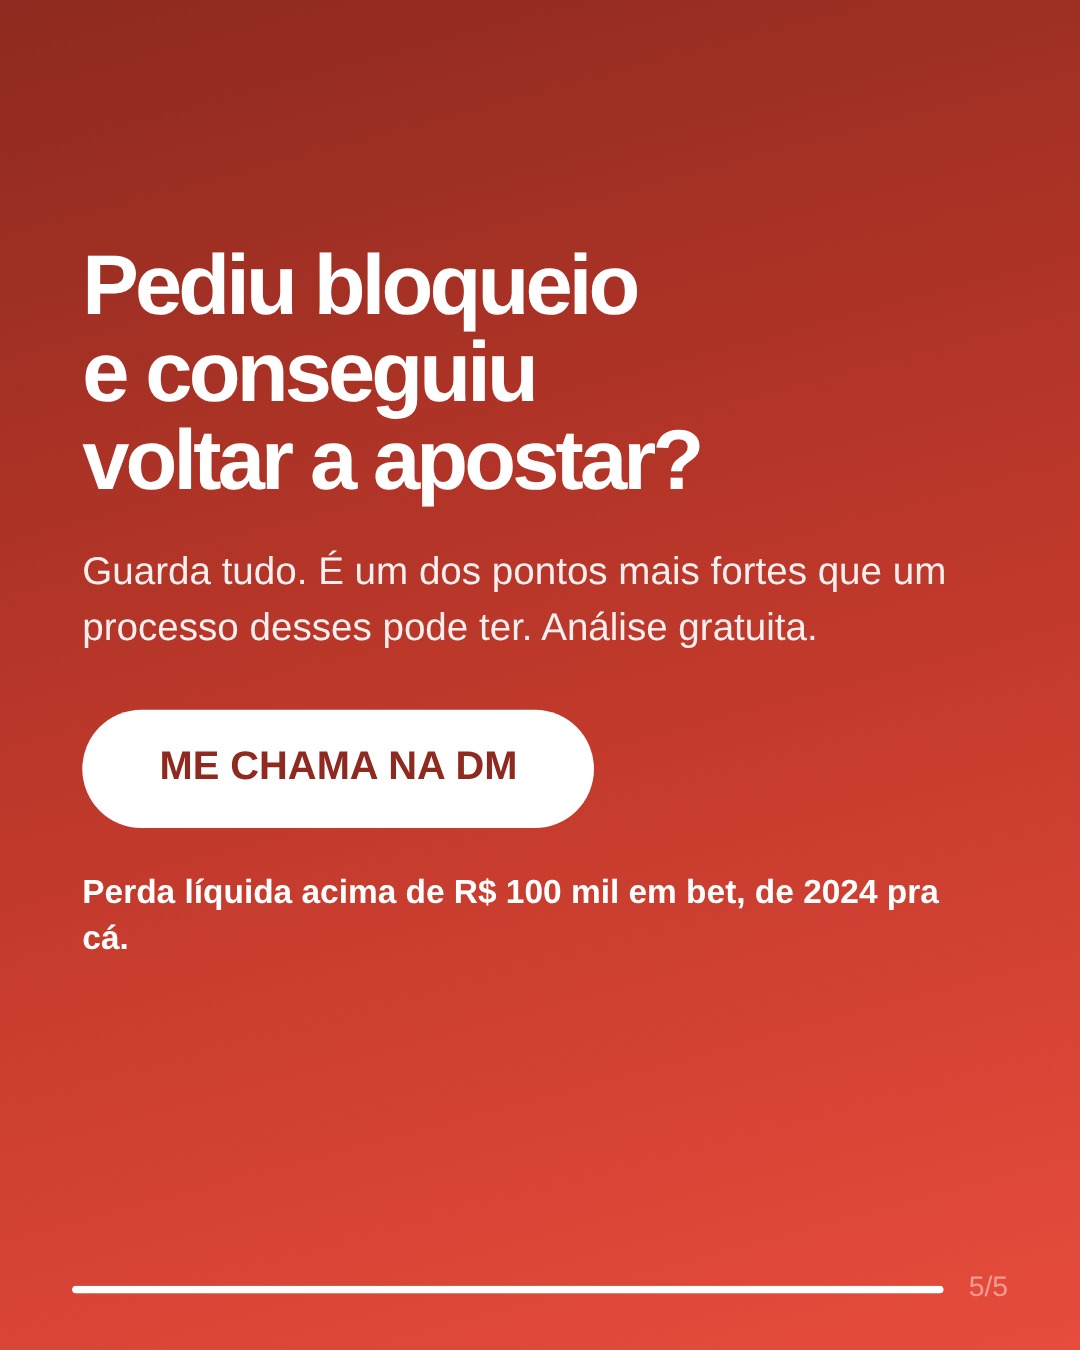 Pediu bloqueio
e conseguiu
voltar a apostar?
Guarda tudo. É um dos pontos mais fortes que um
processo desses pode ter. Análise gratuita.
ME CHAMA NA DM
Perda líquida acima de R$ 100 mil em bet, de 2024 pra
cá.
5/5